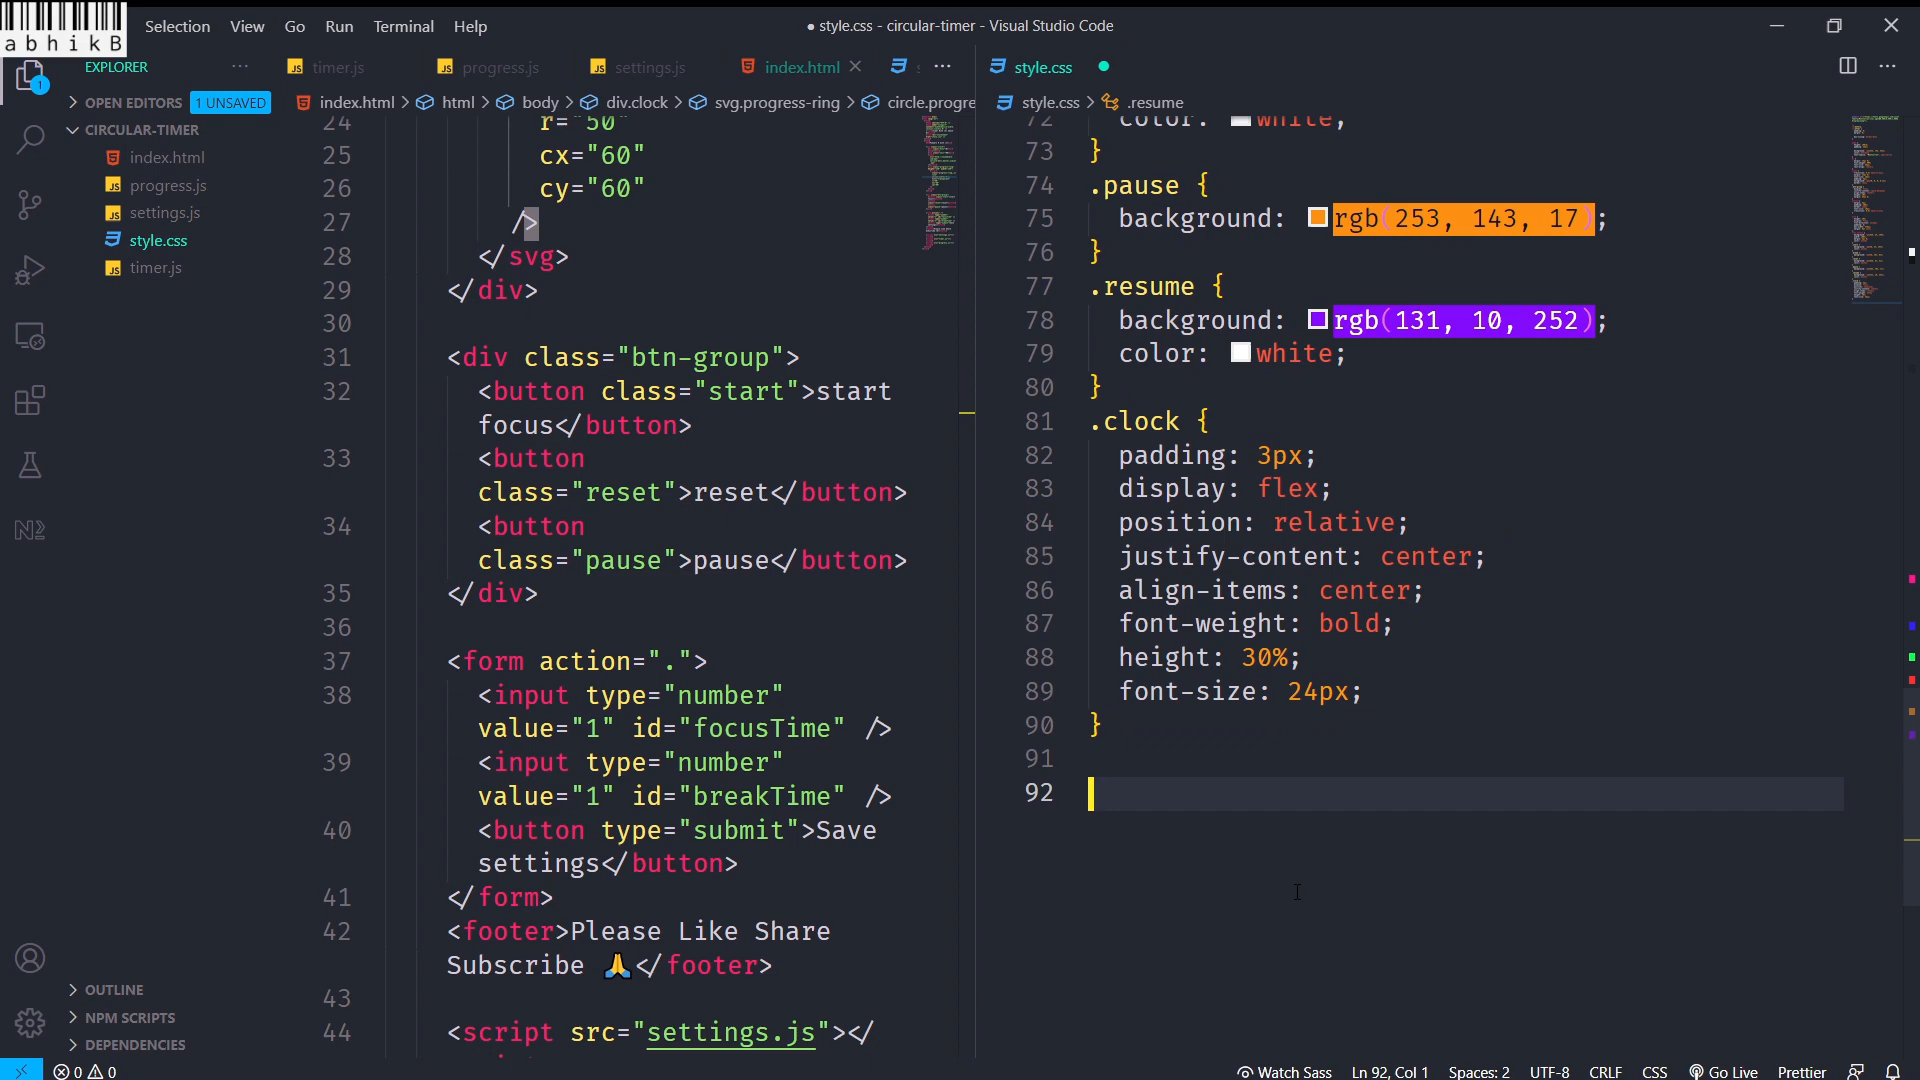 abhikB
Selection View Go Run Terminal Help
● style.css - circular-timer - Visual Studio Code
EXPLORER
timer.js
progress.js
settings.js
index.html
style.css
OPEN EDITORS 1 UNSAVED
index.html > html > body > div.clock > svg.progress-ring > circle.progre
style.css > .resume
CIRCULAR-TIMER
index.html
progress.js
settings.js
style.css
timer.js
24 r="50"
25 cx="60"
26 cy="60"
27 />
28 </svg>
29 </div>
30
31 <div class="btn-group">
32 <button class="start">start
focus</button>
33 <button
class="reset">reset</button>
34 <button
class="pause">pause</button>
35 </div>
36
37 <form action=".">
38 <input type="number"
value="1" id="focusTime" />
39 <input type="number"
value="1" id="breakTime" />
40 <button type="submit">Save
settings</button>
41 </form>
42 <footer>Please Like Share
Subscribe 🙏</footer>
43
44 <script src="settings.js"></
72 color: white;
73 }
74 .pause {
75 background: rgb(253, 143, 17);
76 }
77 .resume {
78 background: rgb(131, 10, 252);
79 color: white;
80 }
81 .clock {
82 padding: 3px;
83 display: flex;
84 position: relative;
85 justify-content: center;
86 align-items: center;
87 font-weight: bold;
88 height: 30%;
89 font-size: 24px;
90 }
91
92
OUTLINE
NPM SCRIPTS
DEPENDENCIES
1
0 0
Watch Sass Ln 92, Col 1 Spaces: 2 UTF-8 CRLF CSS Go Live Prettier